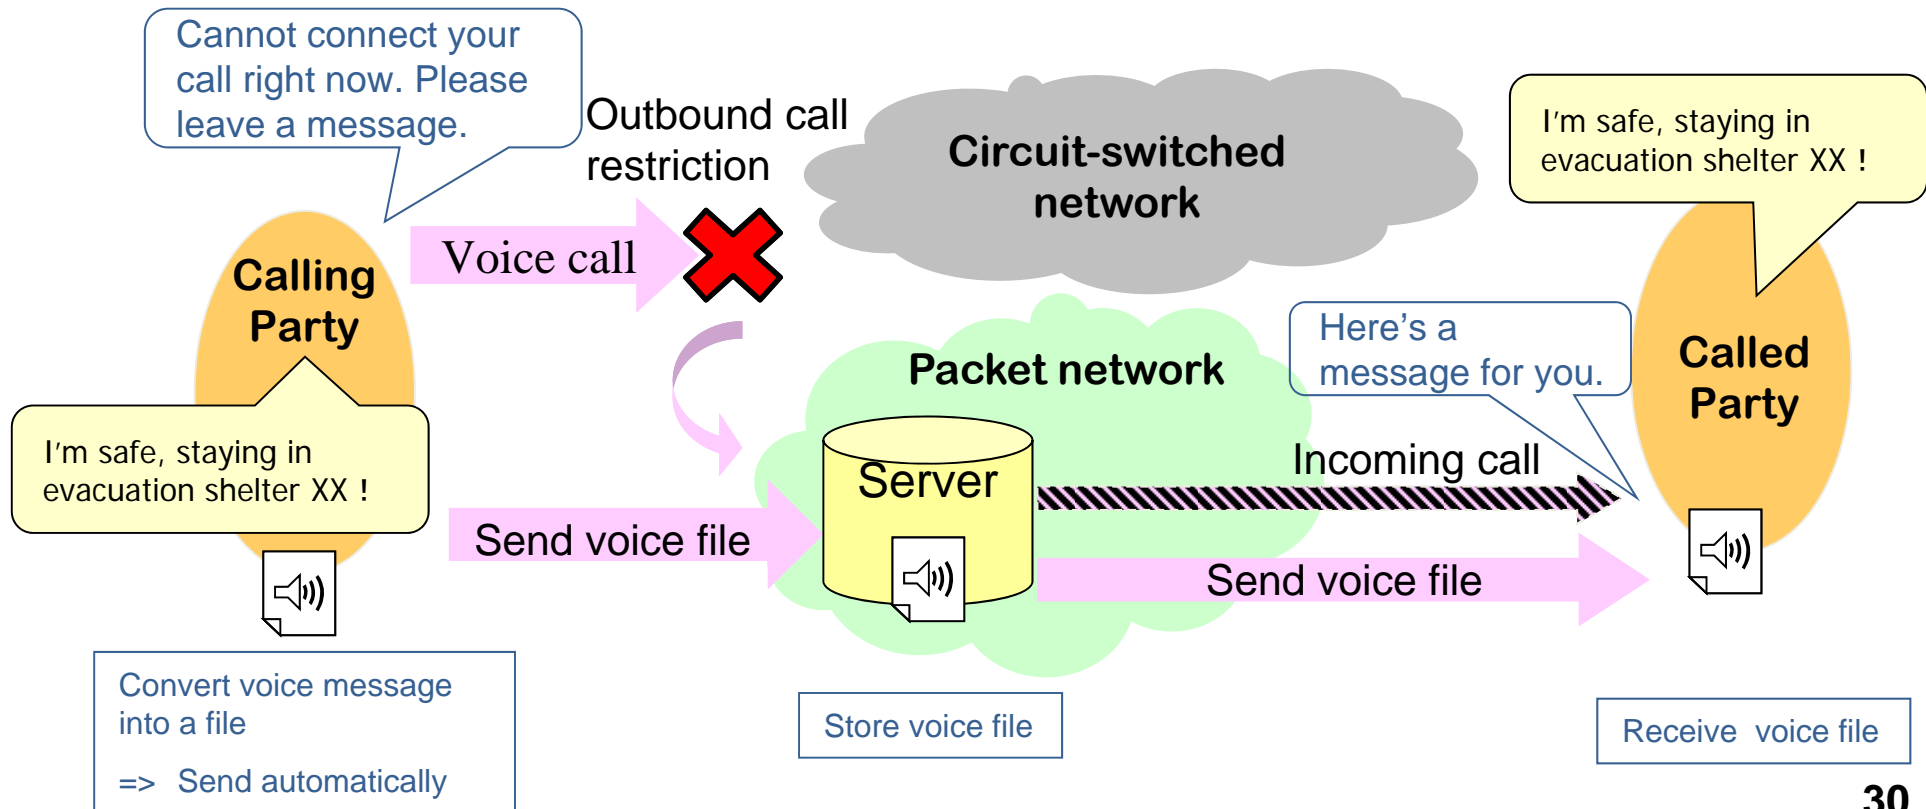 Cannot connect your
call right now. Please
leave a message.
Outbound call
restriction
Circuit-switched
network
I'm safe, staying in
evacuation shelter XX !
Voice call
Calling
Party
Packet network
Here's a
message for you.
Called
Party
I'm safe, staying in
evacuation shelter XX !
Server
Incoming call
Send voice file
Send voice file
Convert voice message
into a file
=> Send automatically
Store voice file
Receive voice file
30